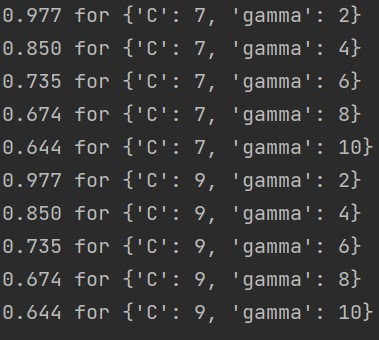 0.977 for {'C': 7, 'gamma': 2}
0.850 for {'C': 7, 'gamma': 4}
0.735 for {'C': 7, 'gamma': 6}
0.674 for {'C': 7, 'gamma': 8}
0.644 for {'C': 7, 'gamma': 10}
0.977 for {'C': 9, 'gamma': 2}
0.850 for {'C': 9, 'gamma': 4}
0.735 for {'C': 9, 'gamma': 6}
0.674 for {'C': 9, 'gamma': 8}
0.644 for {'C': 9, 'gamma': 10}